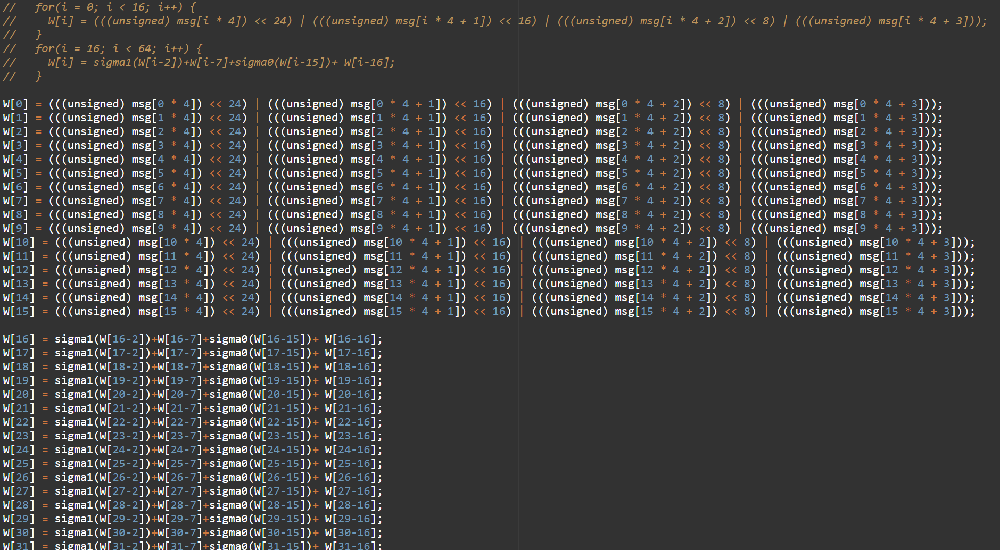 //   for(i = 0; i < 16; i++) {
//     W[i] = (((unsigned) msg[i * 4]) << 24) | (((unsigned) msg[i * 4 + 1]) << 16) | (((unsigned) msg[i * 4 + 2]) << 8) | (((unsigned) msg[i * 4 + 3]));
//   }
//   for(i = 16; i < 64; i++) {
//     W[i] = sigma1(W[i-2])+W[i-7]+sigma0(W[i-15])+ W[i-16];
//   }
W[0] = (((unsigned) msg[0 * 4]) << 24) | (((unsigned) msg[0 * 4 + 1]) << 16) | (((unsigned) msg[0 * 4 + 2]) << 8) | (((unsigned) msg[0 * 4 + 3]));
W[1] = (((unsigned) msg[1 * 4]) << 24) | (((unsigned) msg[1 * 4 + 1]) << 16) | (((unsigned) msg[1 * 4 + 2]) << 8) | (((unsigned) msg[1 * 4 + 3]));
W[2] = (((unsigned) msg[2 * 4]) << 24) | (((unsigned) msg[2 * 4 + 1]) << 16) | (((unsigned) msg[2 * 4 + 2]) << 8) | (((unsigned) msg[2 * 4 + 3]));
W[3] = (((unsigned) msg[3 * 4]) << 24) | (((unsigned) msg[3 * 4 + 1]) << 16) | (((unsigned) msg[3 * 4 + 2]) << 8) | (((unsigned) msg[3 * 4 + 3]));
W[4] = (((unsigned) msg[4 * 4]) << 24) | (((unsigned) msg[4 * 4 + 1]) << 16) | (((unsigned) msg[4 * 4 + 2]) << 8) | (((unsigned) msg[4 * 4 + 3]));
W[5] = (((unsigned) msg[5 * 4]) << 24) | (((unsigned) msg[5 * 4 + 1]) << 16) | (((unsigned) msg[5 * 4 + 2]) << 8) | (((unsigned) msg[5 * 4 + 3]));
W[6] = (((unsigned) msg[6 * 4]) << 24) | (((unsigned) msg[6 * 4 + 1]) << 16) | (((unsigned) msg[6 * 4 + 2]) << 8) | (((unsigned) msg[6 * 4 + 3]));
W[7] = (((unsigned) msg[7 * 4]) << 24) | (((unsigned) msg[7 * 4 + 1]) << 16) | (((unsigned) msg[7 * 4 + 2]) << 8) | (((unsigned) msg[7 * 4 + 3]));
W[8] = (((unsigned) msg[8 * 4]) << 24) | (((unsigned) msg[8 * 4 + 1]) << 16) | (((unsigned) msg[8 * 4 + 2]) << 8) | (((unsigned) msg[8 * 4 + 3]));
W[9] = (((unsigned) msg[9 * 4]) << 24) | (((unsigned) msg[9 * 4 + 1]) << 16) | (((unsigned) msg[9 * 4 + 2]) << 8) | (((unsigned) msg[9 * 4 + 3]));
W[10] = (((unsigned) msg[10 * 4]) << 24) | (((unsigned) msg[10 * 4 + 1]) << 16) | (((unsigned) msg[10 * 4 + 2]) << 8) | (((unsigned) msg[10 * 4 + 3]));
W[11] = (((unsigned) msg[11 * 4]) << 24) | (((unsigned) msg[11 * 4 + 1]) << 16) | (((unsigned) msg[11 * 4 + 2]) << 8) | (((unsigned) msg[11 * 4 + 3]));
W[12] = (((unsigned) msg[12 * 4]) << 24) | (((unsigned) msg[12 * 4 + 1]) << 16) | (((unsigned) msg[12 * 4 + 2]) << 8) | (((unsigned) msg[12 * 4 + 3]));
W[13] = (((unsigned) msg[13 * 4]) << 24) | (((unsigned) msg[13 * 4 + 1]) << 16) | (((unsigned) msg[13 * 4 + 2]) << 8) | (((unsigned) msg[13 * 4 + 3]));
W[14] = (((unsigned) msg[14 * 4]) << 24) | (((unsigned) msg[14 * 4 + 1]) << 16) | (((unsigned) msg[14 * 4 + 2]) << 8) | (((unsigned) msg[14 * 4 + 3]));
W[15] = (((unsigned) msg[15 * 4]) << 24) | (((unsigned) msg[15 * 4 + 1]) << 16) | (((unsigned) msg[15 * 4 + 2]) << 8) | (((unsigned) msg[15 * 4 + 3]));
W[16] = sigma1(W[16-2])+W[16-7]+sigma0(W[16-15])+ W[16-16];
W[17] = sigma1(W[17-2])+W[17-7]+sigma0(W[17-15])+ W[17-16];
W[18] = sigma1(W[18-2])+W[18-7]+sigma0(W[18-15])+ W[18-16];
W[19] = sigma1(W[19-2])+W[19-7]+sigma0(W[19-15])+ W[19-16];
W[20] = sigma1(W[20-2])+W[20-7]+sigma0(W[20-15])+ W[20-16];
W[21] = sigma1(W[21-2])+W[21-7]+sigma0(W[21-15])+ W[21-16];
W[22] = sigma1(W[22-2])+W[22-7]+sigma0(W[22-15])+ W[22-16];
W[23] = sigma1(W[23-2])+W[23-7]+sigma0(W[23-15])+ W[23-16];
W[24] = sigma1(W[24-2])+W[24-7]+sigma0(W[24-15])+ W[24-16];
W[25] = sigma1(W[25-2])+W[25-7]+sigma0(W[25-15])+ W[25-16];
W[26] = sigma1(W[26-2])+W[26-7]+sigma0(W[26-15])+ W[26-16];
W[27] = sigma1(W[27-2])+W[27-7]+sigma0(W[27-15])+ W[27-16];
W[28] = sigma1(W[28-2])+W[28-7]+sigma0(W[28-15])+ W[28-16];
W[29] = sigma1(W[29-2])+W[29-7]+sigma0(W[29-15])+ W[29-16];
W[30] = sigma1(W[30-2])+W[30-7]+sigma0(W[30-15])+ W[30-16];
W[31] = sigma1(W[31-2])+W[31-7]+sigma0(W[31-15])+ W[31-16];